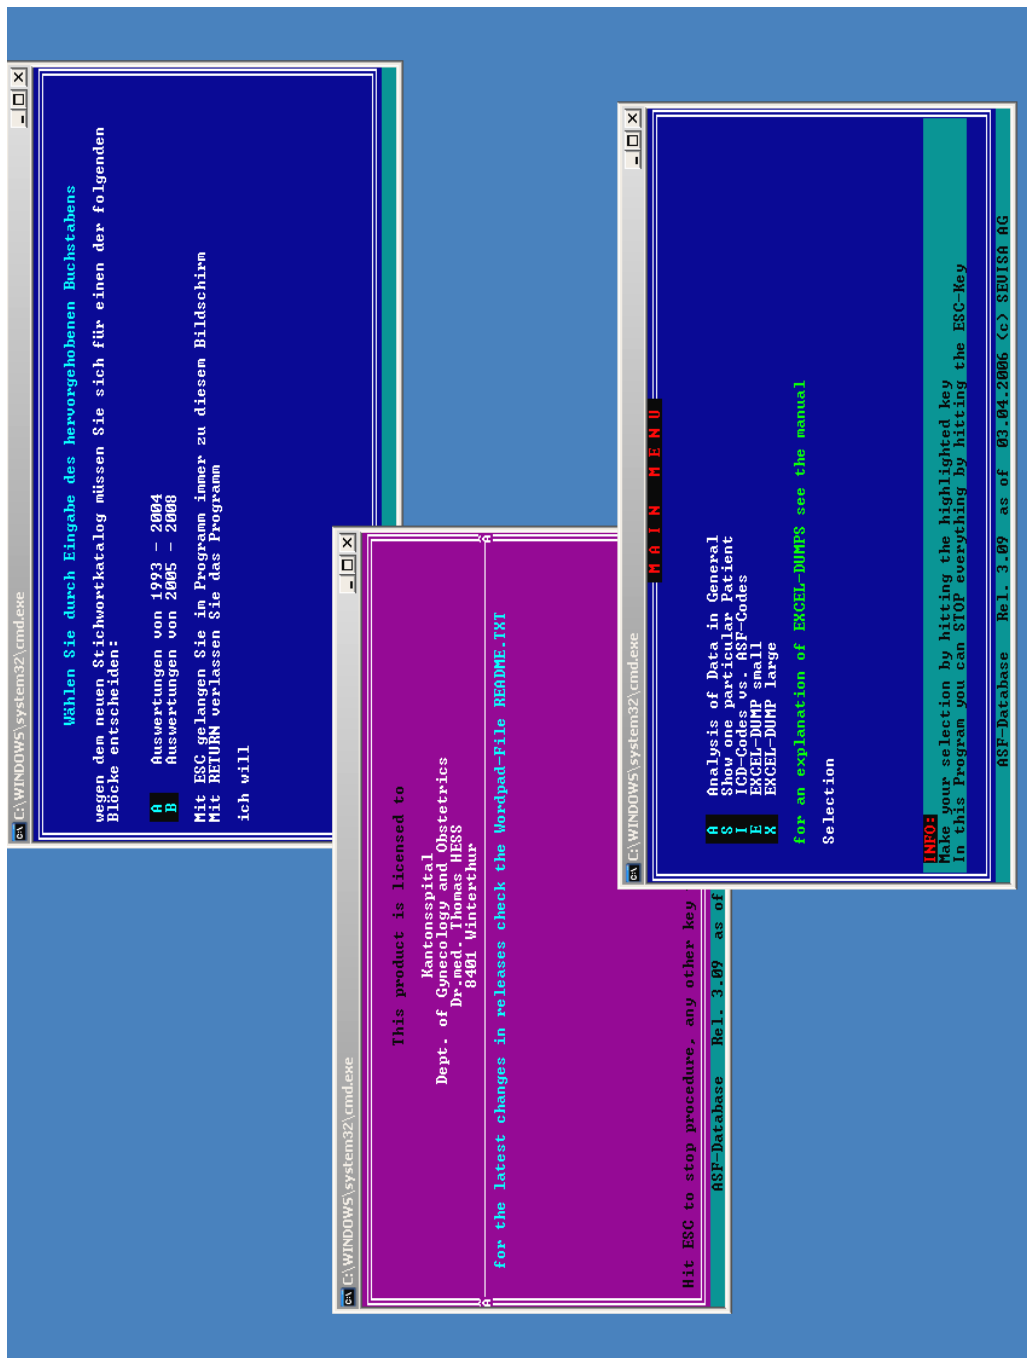 C:\WINDOWS\system32\cmd.exe
Wählen Sie durch Eingabe des hervorgehobenen Buchstabens
wegen dem neuen Stichwortkatalog müssen Sie sich für einen der folgenden
Blöcke entscheiden:
A Auswertungen von 1993 - 2004
B Auswertungen von 2005 - 2008
Mit ESC gelangen Sie im Programm immer zu diesem Bildschirm
Mit RETURN verlassen Sie das Programm
ich will
C:\WINDOWS\system32\cmd.exe
This product is licensed to
Kantonsspital
Dept. of Gynecology and Obstetrics
Dr.med. Thomas HESS
8401 Winterthur
for the latest changes in releases check the Wordpad-File README.TXT
Hit ESC to stop procedure, any other key
ASF-Database Rel. 3.09 as of
C:\WINDOWS\system32\cmd.exe
M A I N M E N U
A Analysis of Data in General
S Show one particular Patient
I ICD-Codes vs. ASF-Codes
E EXCEL-DUMP small
X EXCEL-DUMP large
for an explanation of EXCEL-DUMPS see the manual
Selection
INFO:
Make your selection by hitting the highlighted key
In this Program you can STOP everything by hitting the ESC-Key
ASF-Database Rel. 3.09 as of 03.04.2006 (c) SEVISA AG